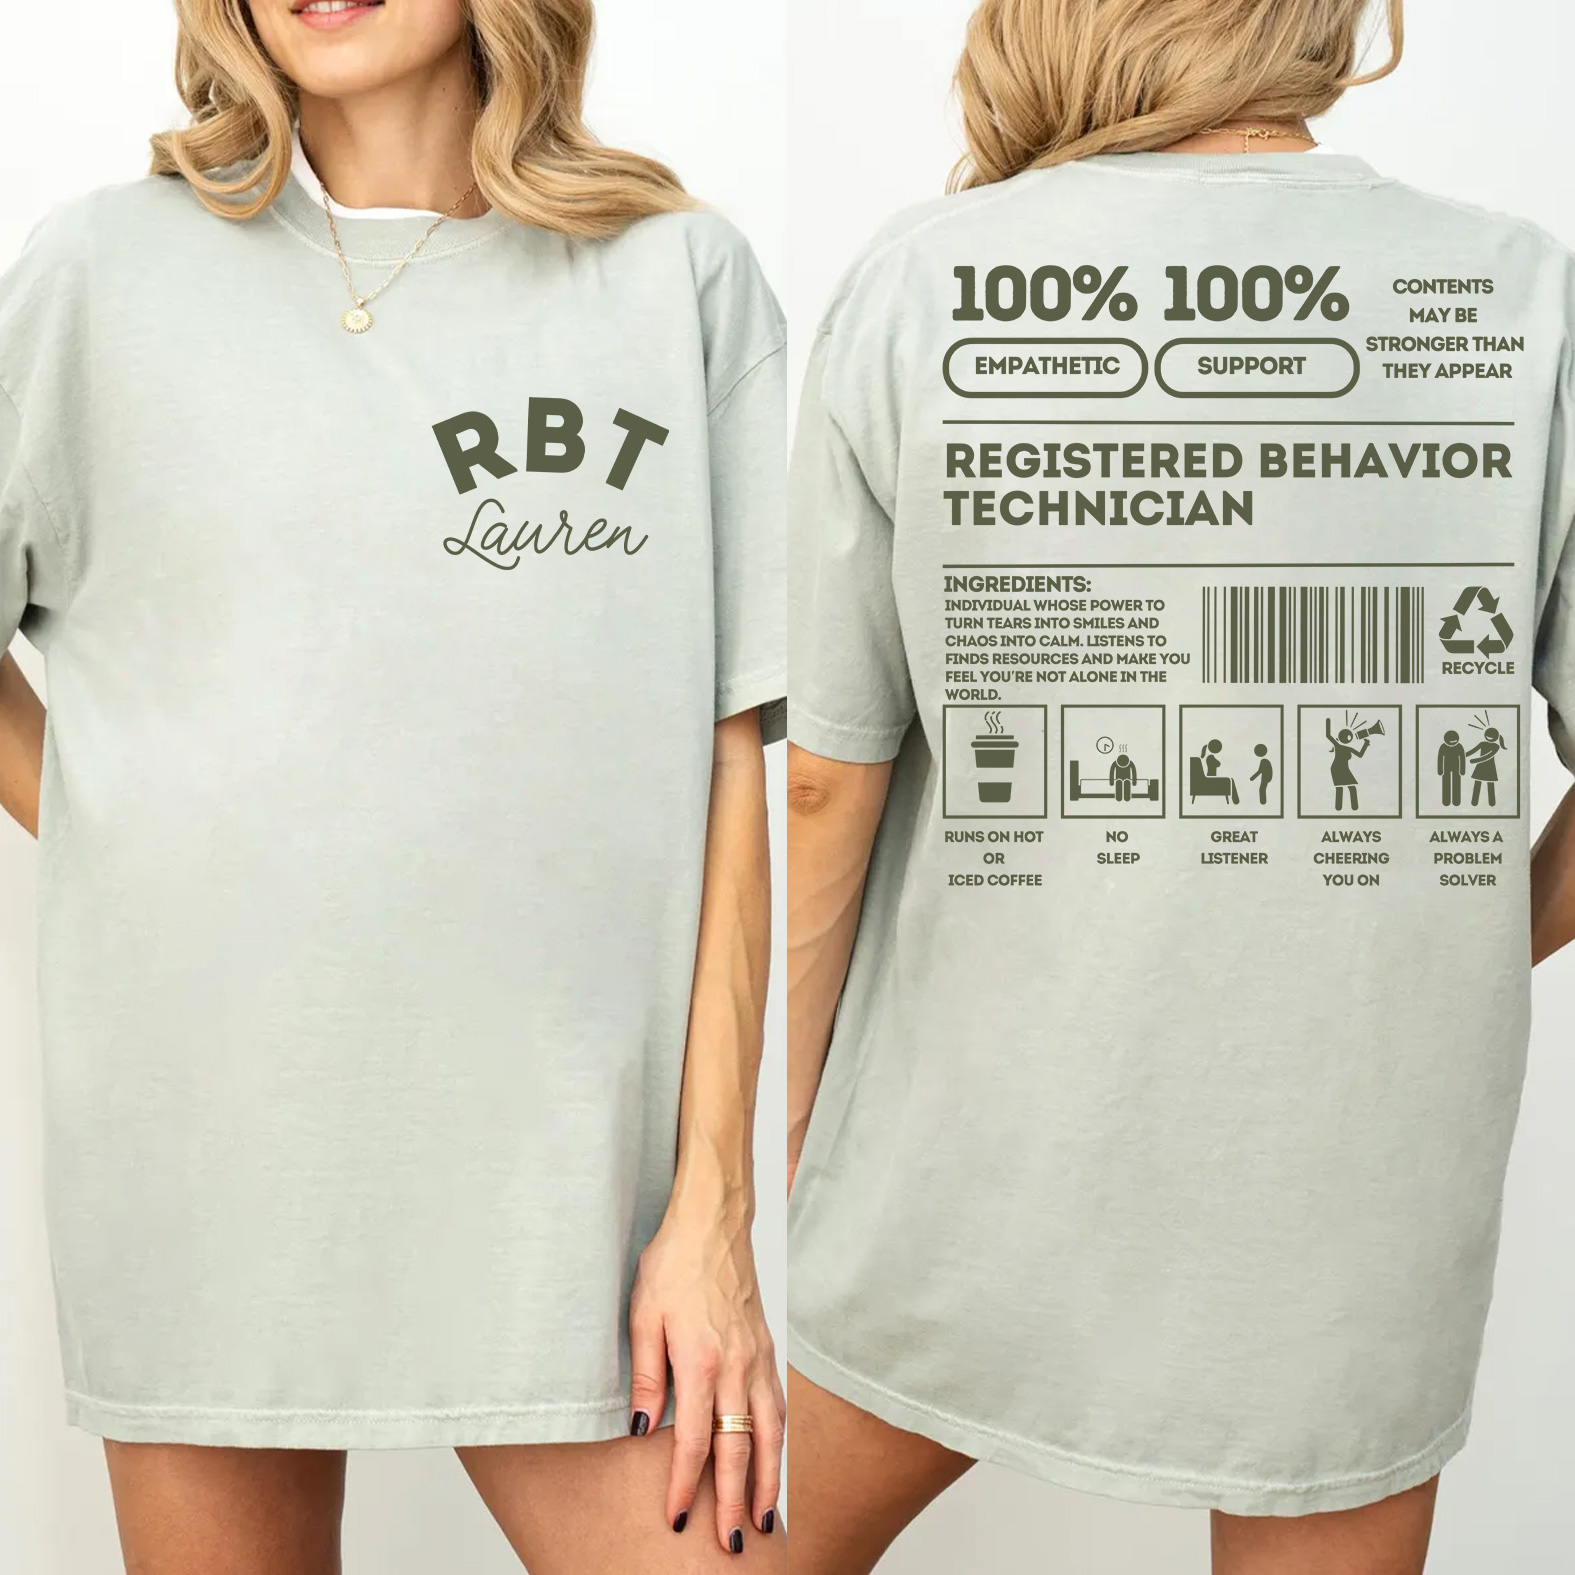 RBT
Lauren
100% 100%
EMPATHETIC SUPPORT
CONTENTS
MAY BE
STRONGER THAN
THEY APPEAR
REGISTERED BEHAVIOR
TECHNICIAN
INGREDIENTS:
INDIVIDUAL WHOSE POWER TO
TURN TEARS INTO SMILES AND
CHAOS INTO CALM. LISTENS TO
FINDS RESOURCES AND MAKE YOU
FEEL YOU'RE NOT ALONE IN THE
WORLD.
RECYCLE
RUNS ON HOT
OR
ICED COFFEE
NO
SLEEP
GREAT
LISTENER
ALWAYS
CHEERING
YOU ON
ALWAYS A
PROBLEM
SOLVER